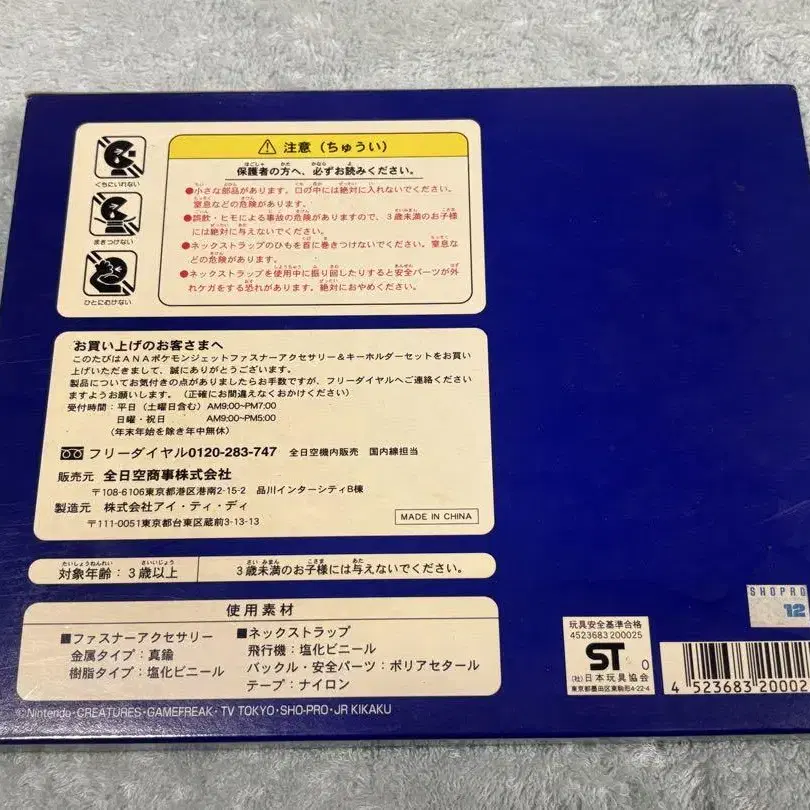 くちにいれない
まきつけない
ひとにむけない
⚠ 注意（ちゅうい）
保護者の方へ、必ずお読みください。
●小さな部品があります。口の中には絶対に入れないでください。
窒息などの危険があります。
●誤飲・ヒモによる事故の危険がありますので、3歳未満のお子様
には絶対に与えないでください。
●ネックストラップのひもを首に巻きつけないでください。窒息な
どの危険があります。
●ネックストラップを使用中に振り回したりすると安全パーツが外
れケガをする恐れがあります。絶対におやめください。
お買い上げのお客さまへ
このたびはANAポケモンジェットファスナーアクセサリー＆キーホルダーセットをお買い
上げいただきまして、誠にありがとうございます。
製品についてお気付きの点がありましたらお手数ですが、フリーダイヤルへご連絡ください
ますようお願いします。（正確にお間違えなくおかけください）
受付時間：平日（土曜日含む）AM9:00~PM7:00
日曜・祝日 AM9:00~PM5:00
（年末年始を除き年中無休）
フリーダイヤル0120-283-747 全日空機内販売 国内線担当
販売元 全日空商事株式会社
〒108-6106東京都港区港南2-15-2 品川インターシティB棟
製造元 株式会社アイ・ティ・ディ
〒111-0051東京都台東区蔵前3-13-13
MADE IN CHINA
対象年齢：3歳以上
3歳未満のお子様には与えないでください。
使用素材
■ファスナーアクセサリー
金属タイプ：真鍮
樹脂タイプ：塩化ビニール
■ネックストラップ
飛行機：塩化ビニール
バックル・安全パーツ：ポリアセタール
テープ：ナイロン
©Nintendo・CREATURES・GAMEFREAK・TV TOKYO・SHO-PRO・JR KIKAKU
SHOPRO
12
玩具安全基準合格
4523683200025
ST 0
(社)日本玩具協会
東京都墨田区東駒形4-22-4
4 523683 20002